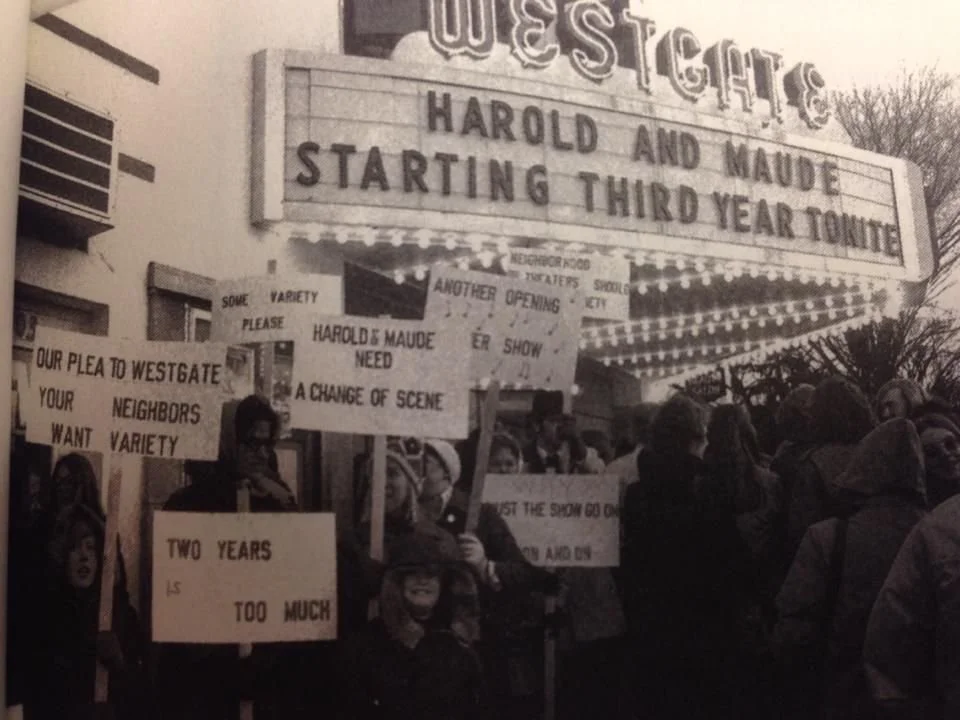 WESTGATE
HAROLD AND MAUDE
STARTING THIRD YEAR TONITE
NEIGHBORHOOD
THEATERS SHOULD
SOME VARIETY
PLEASE
ANOTHER OPENING
SHOW
HAROLD & MAUDE
NEED
A CHANGE OF SCENE
OUR PLEA TO WESTGATE
YOUR NEIGHBORS
WANT VARIETY
THE SHOW GO ON
ON AND ON
TWO YEARS
IS
TOO MUCH